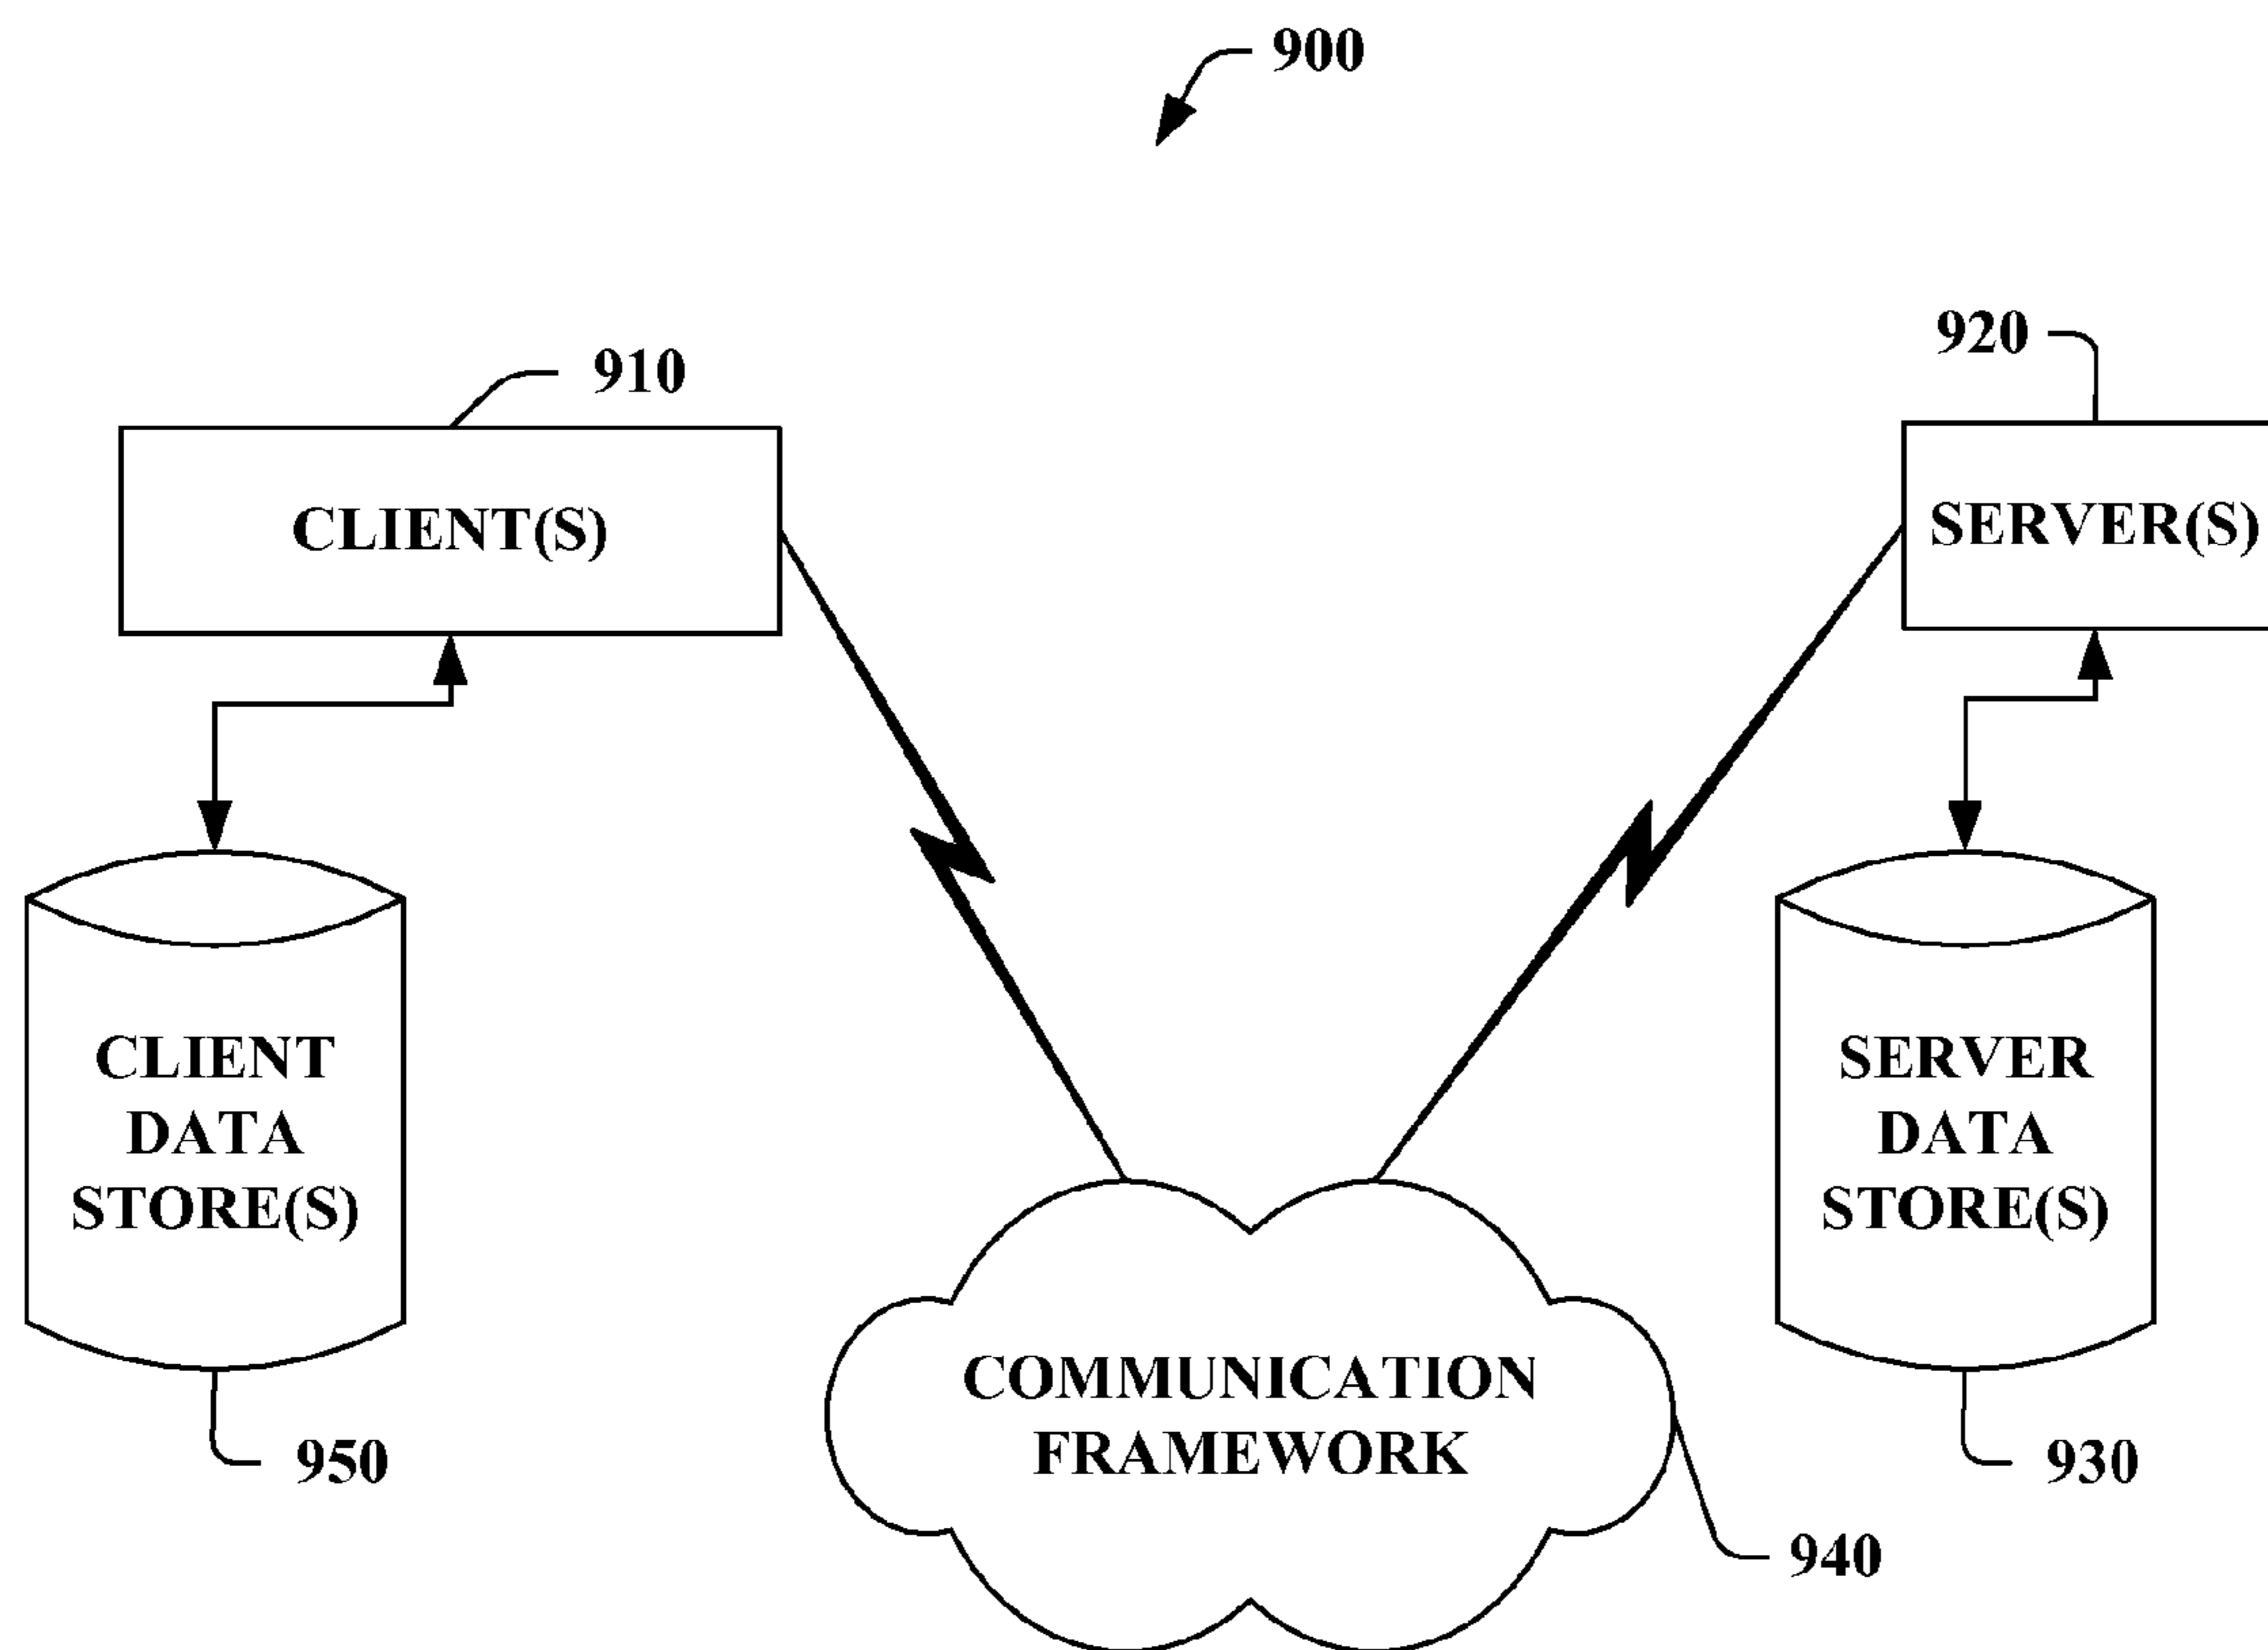 900
910
920
CLIENT(S)
SERVER(S)
CLIENT
DATA
STORE(S)
SERVER
DATA
STORE(S)
COMMUNICATION
FRAMEWORK
950
930
940